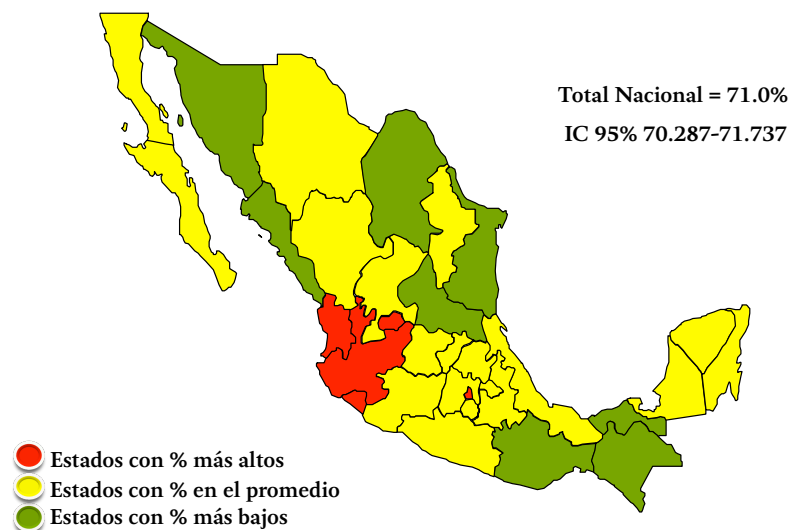 Total Nacional = 71.0%
IC 95% 70.287-71.737
Estados con % más altos
Estados con % en el promedio
Estados con % más bajos